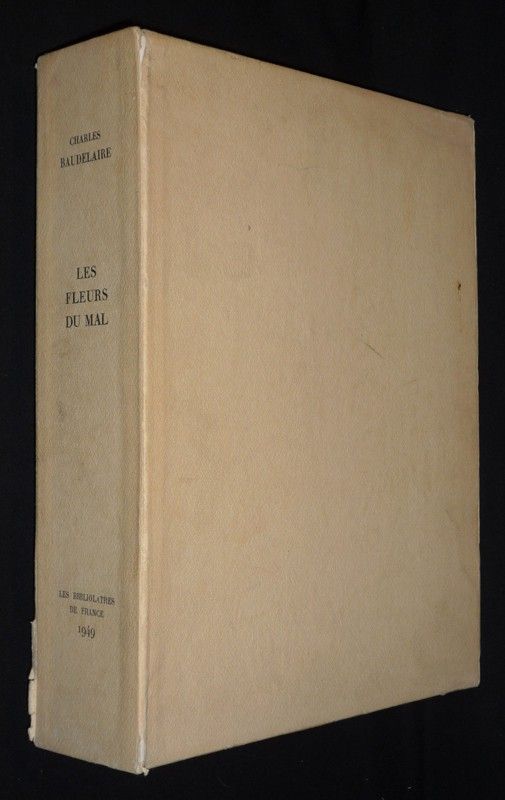 CHARLES
BAUDELAIRE
LES
FLEURS
DU MAL
LES BIBLIOLATRES
DE FRANCE
1949